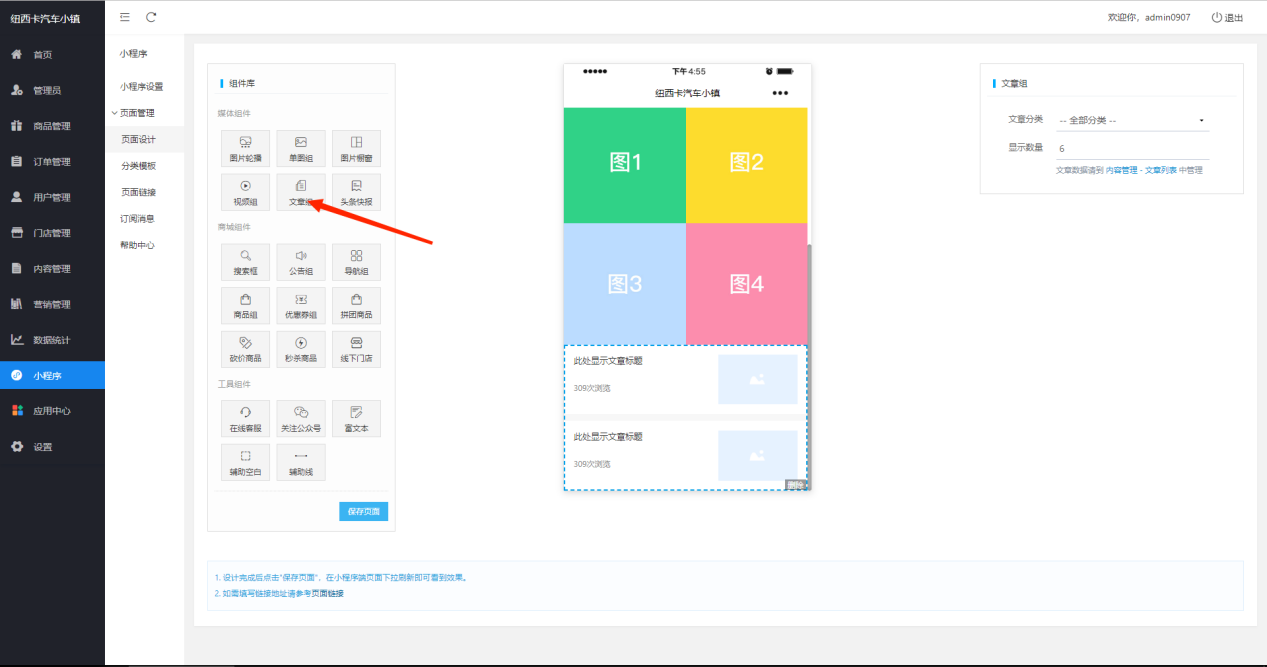 纽西卡汽车小镇
欢迎你，admin0907
退出
首页
管理员
商品管理
订单管理
用户管理
门店管理
内容管理
营销管理
数据统计
小程序
应用中心
设置
小程序
小程序设置
页面管理
页面设计
分类模板
页面链接
订阅消息
帮助中心
组件库
媒体组件
图片轮播
单图组
图片橱窗
视频组
文章组
头条快报
商城组件
搜索框
公告组
导航组
商品组
优惠券组
拼团商品
砍价商品
秒杀商品
线下门店
工具组件
在线客服
关注公众号
富文本
辅助空白
辅助线
保存页面
下午4:55
纽西卡汽车小镇
图1
图2
图3
图4
此处显示文章标题
309次浏览
此处显示文章标题
309次浏览
删除
文章组
文章分类
-- 全部分类 --
显示数量
6
文章数据请到 内容管理 - 文章列表 中管理
1. 设计完成后点击"保存页面"，在小程序端页面下拉刷新即可看到效果。
2. 如需填写链接地址请参考页面链接